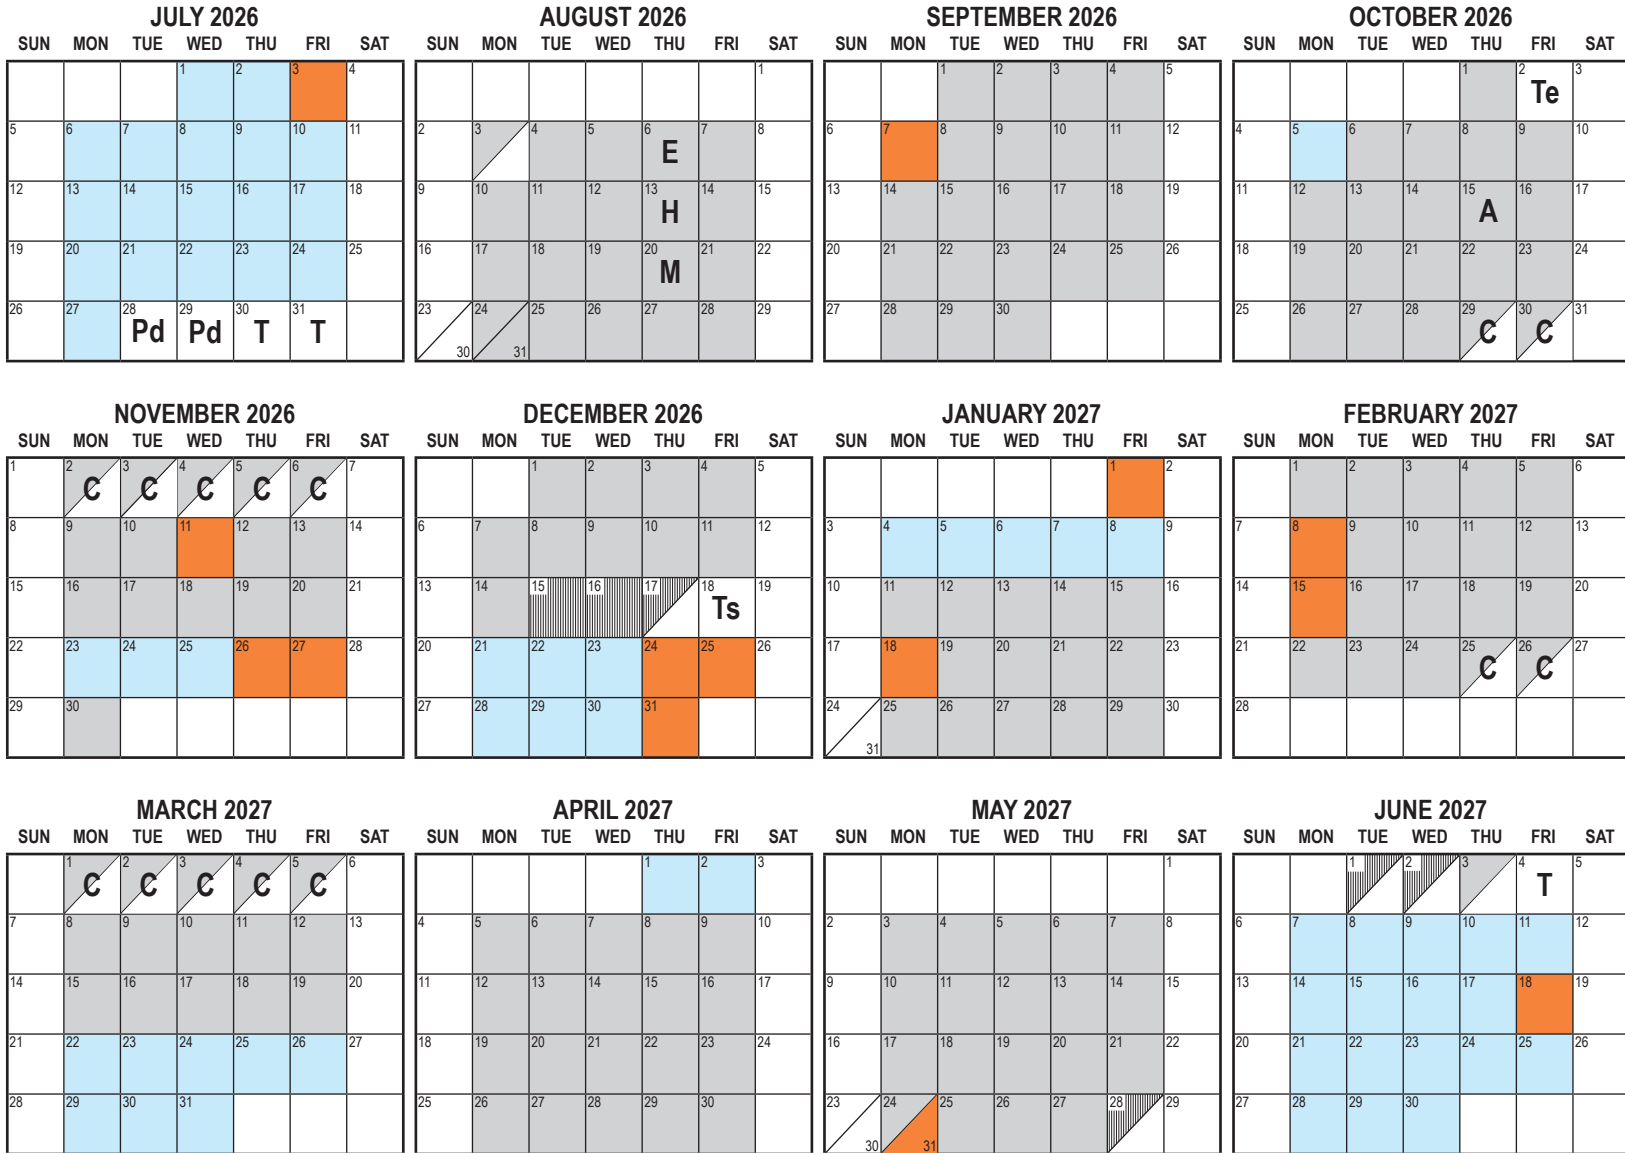 JULY 2026
SUN MON TUE WED THU FRI SAT
1 2 3 4
5 6 7 8 9 10 11
12 13 14 15 16 17 18
19 20 21 22 23 24 25
26 27 28 29 30 31
Pd Pd T T
AUGUST 2026
SUN MON TUE WED THU FRI SAT
1
2 3 4 5 6 7 8
E
9 10 11 12 13 14 15
H
16 17 18 19 20 21 22
M
23 24 25 26 27 28 29
30 31
SEPTEMBER 2026
SUN MON TUE WED THU FRI SAT
1 2 3 4 5
6 7 8 9 10 11 12
13 14 15 16 17 18 19
20 21 22 23 24 25 26
27 28 29 30
OCTOBER 2026
SUN MON TUE WED THU FRI SAT
1 2 3
Te
4 5 6 7 8 9 10
11 12 13 14 15 16 17
A
18 19 20 21 22 23 24
25 26 27 28 29 30 31
C C
NOVEMBER 2026
SUN MON TUE WED THU FRI SAT
1 2 3 4 5 6 7
C C C C C
8 9 10 11 12 13 14
15 16 17 18 19 20 21
22 23 24 25 26 27 28
29 30
DECEMBER 2026
SUN MON TUE WED THU FRI SAT
1 2 3 4 5
6 7 8 9 10 11 12
13 14 15 16 17 18 19
Ts
20 21 22 23 24 25 26
27 28 29 30 31
JANUARY 2027
SUN MON TUE WED THU FRI SAT
1 2
3 4 5 6 7 8 9
10 11 12 13 14 15 16
17 18 19 20 21 22 23
24 25 26 27 28 29 30
31
FEBRUARY 2027
SUN MON TUE WED THU FRI SAT
1 2 3 4 5 6
7 8 9 10 11 12 13
14 15 16 17 18 19 20
21 22 23 24 25 26 27
C C
28
MARCH 2027
SUN MON TUE WED THU FRI SAT
1 2 3 4 5 6
C C C C C
7 8 9 10 11 12 13
14 15 16 17 18 19 20
21 22 23 24 25 26 27
28 29 30 31
APRIL 2027
SUN MON TUE WED THU FRI SAT
1 2 3
4 5 6 7 8 9 10
11 12 13 14 15 16 17
18 19 20 21 22 23 24
25 26 27 28 29 30
MAY 2027
SUN MON TUE WED THU FRI SAT
1
2 3 4 5 6 7 8
9 10 11 12 13 14 15
16 17 18 19 20 21 22
23 24 25 26 27 28 29
30 31
JUNE 2027
SUN MON TUE WED THU FRI SAT
1 2 3 4 5
T
6 7 8 9 10 11 12
13 14 15 16 17 18 19
20 21 22 23 24 25 26
27 28 29 30